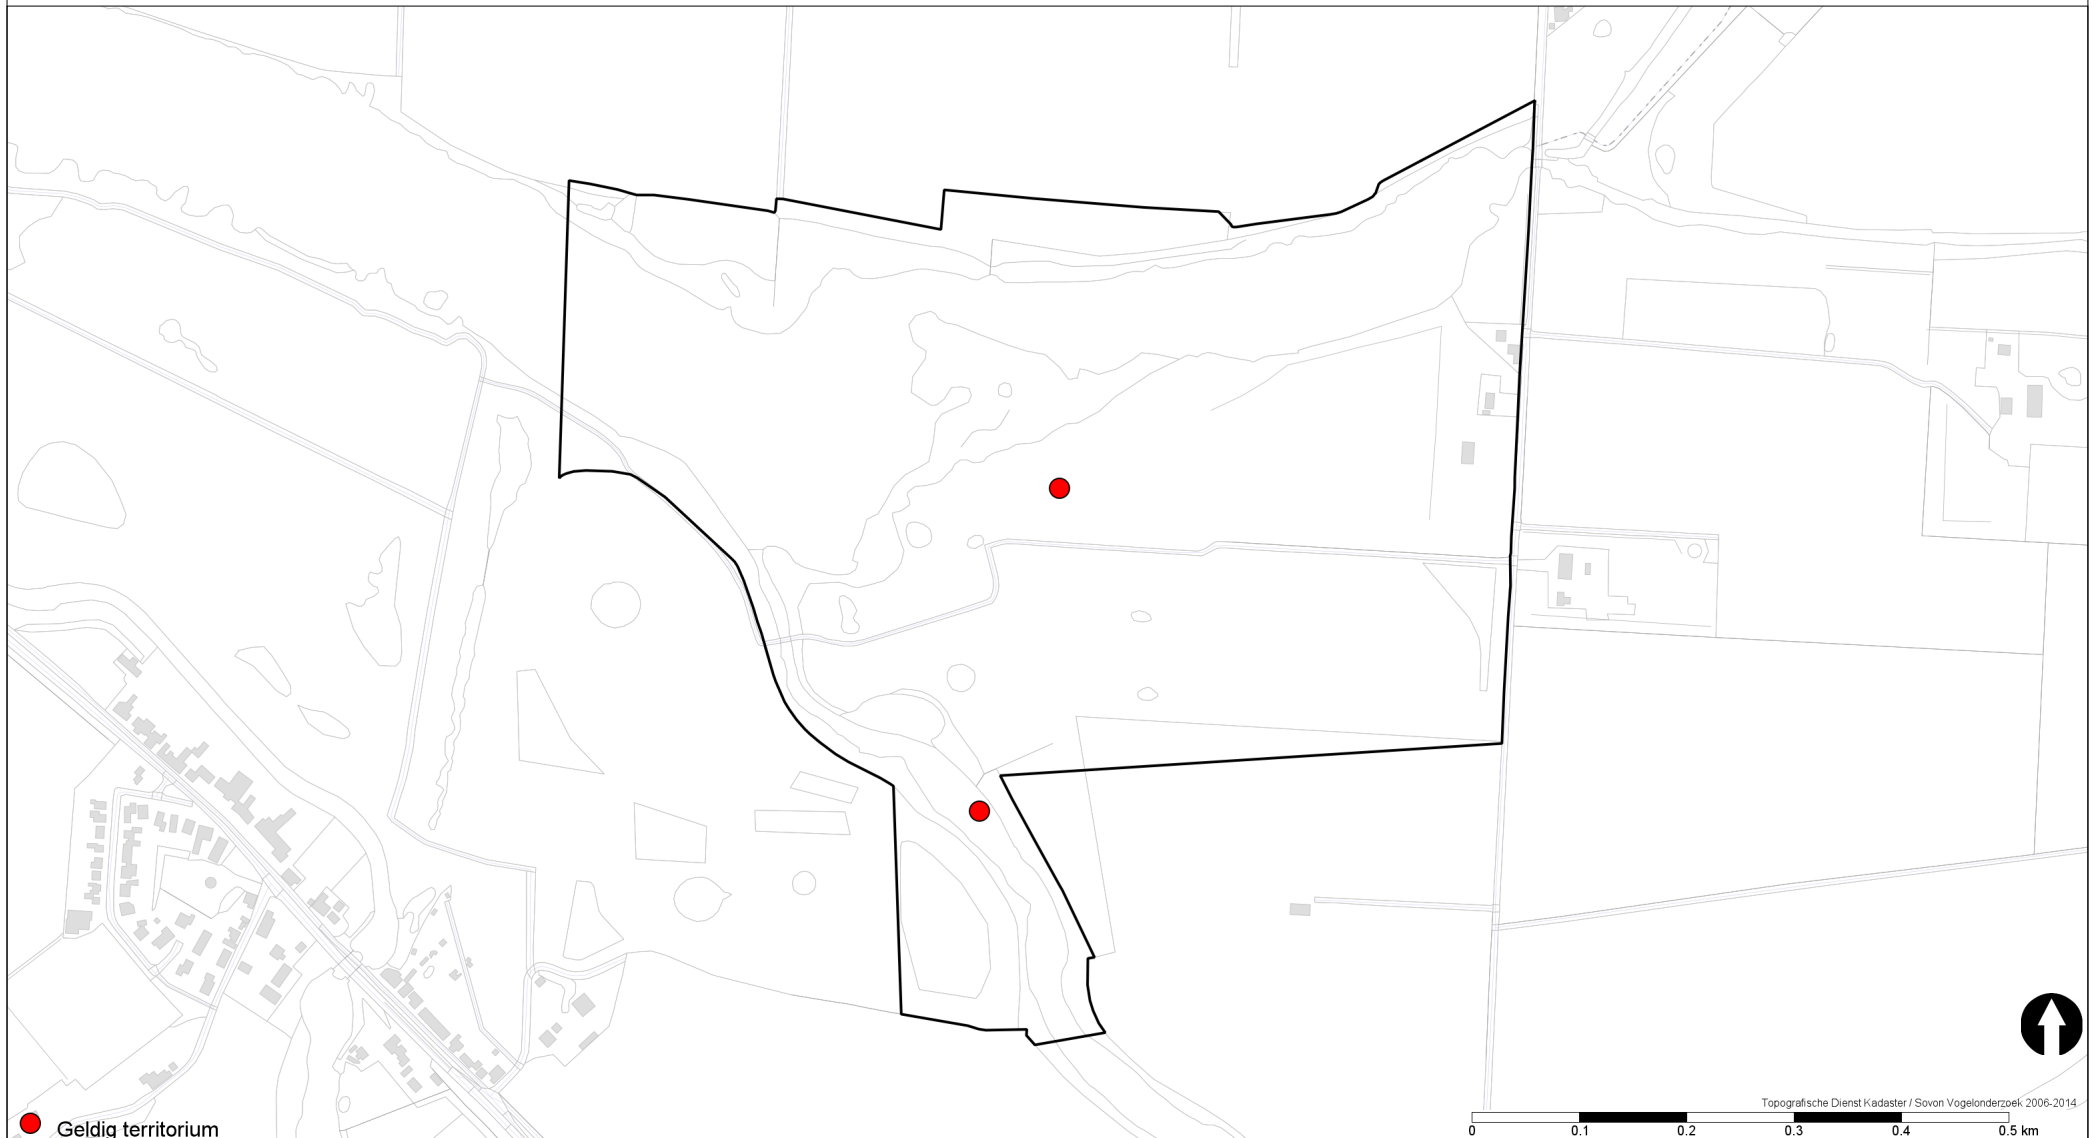 Topografische Dienst Kadaster / Sovon Vogelonderzoek 2006-2014
Geldig territorium
0 0.1 0.2 0.3 0.4 0.5 km